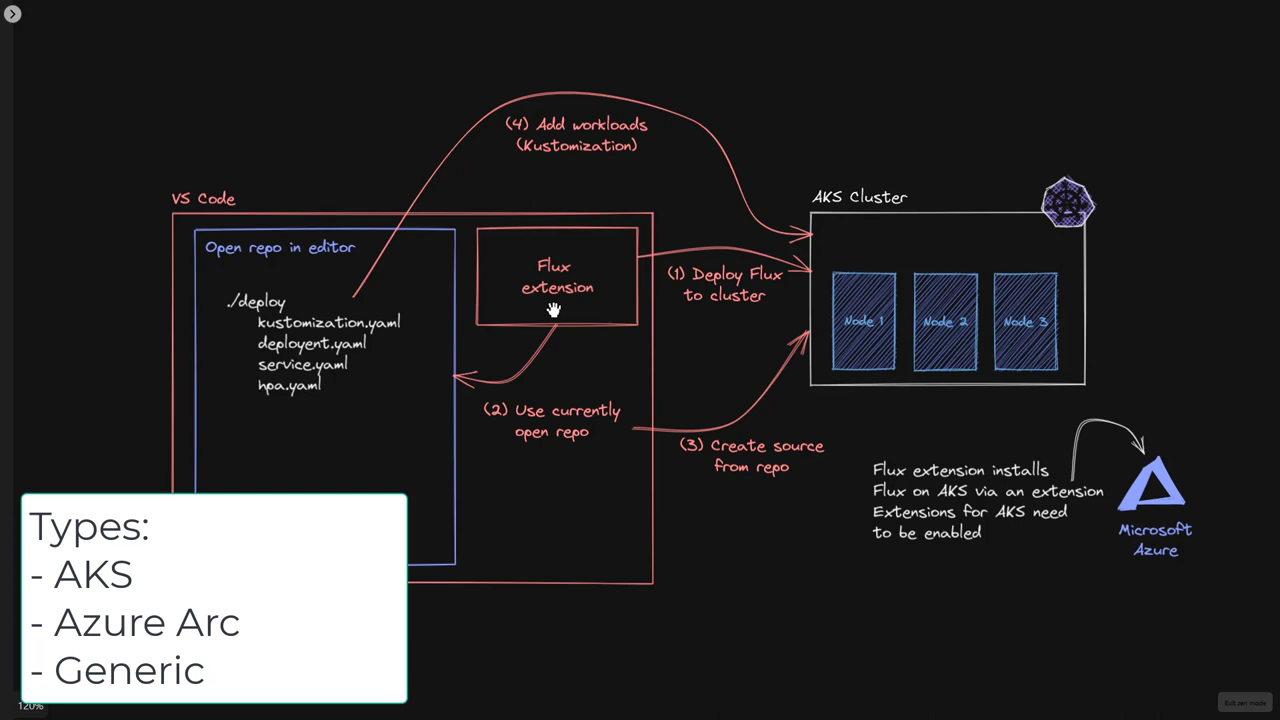 (4) Add workloads
(Kustomization)
VS Code
AKS Cluster
Open repo in editor
Flux
extension
(1) Deploy Flux
to cluster
./deploy
kustomization.yaml
deployent.yaml
service.yaml
hpa.yaml
Node 1
Node 2
Node 3
(2) Use currently
open repo
(3) Create source
from repo
Flux extension installs
Flux on AKS via an extension
Extensions for AKS need
to be enabled
Microsoft
Azure
Types:
- AKS
- Azure Arc
- Generic
120%
Exit zen mode